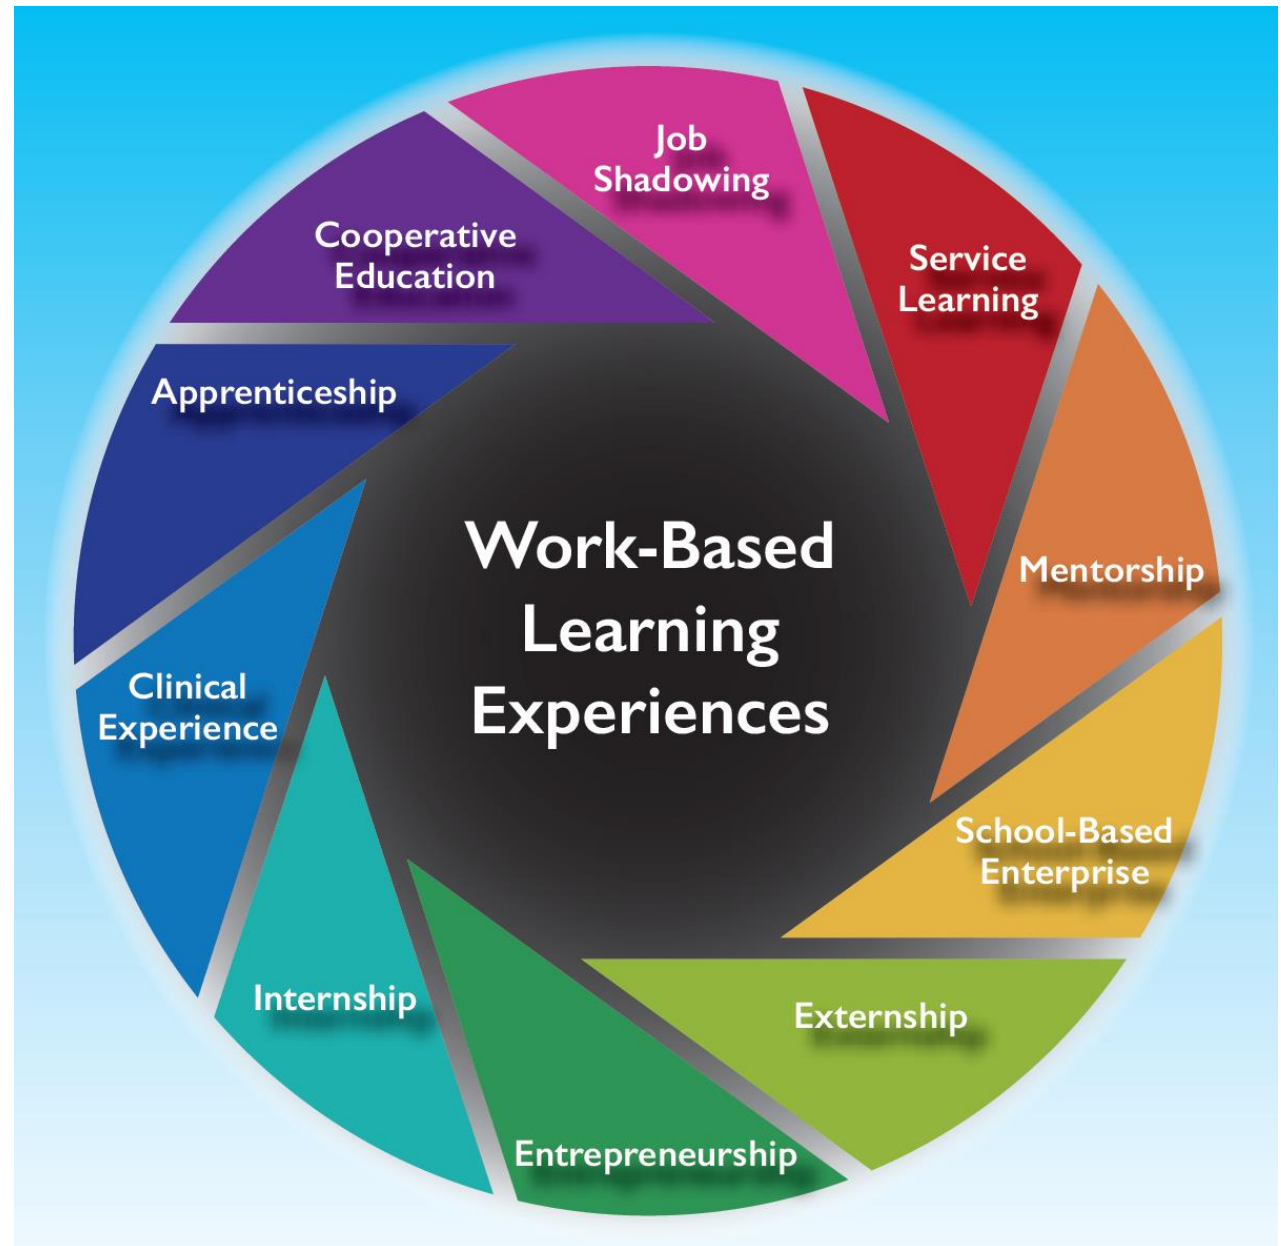 Job
Shadowing
Service
Learning
Mentorship
School-Based
Enterprise
Externship
Entrepreneurship
Internship
Clinical
Experience
Apprenticeship
Cooperative
Education
Work-Based
Learning
Experiences